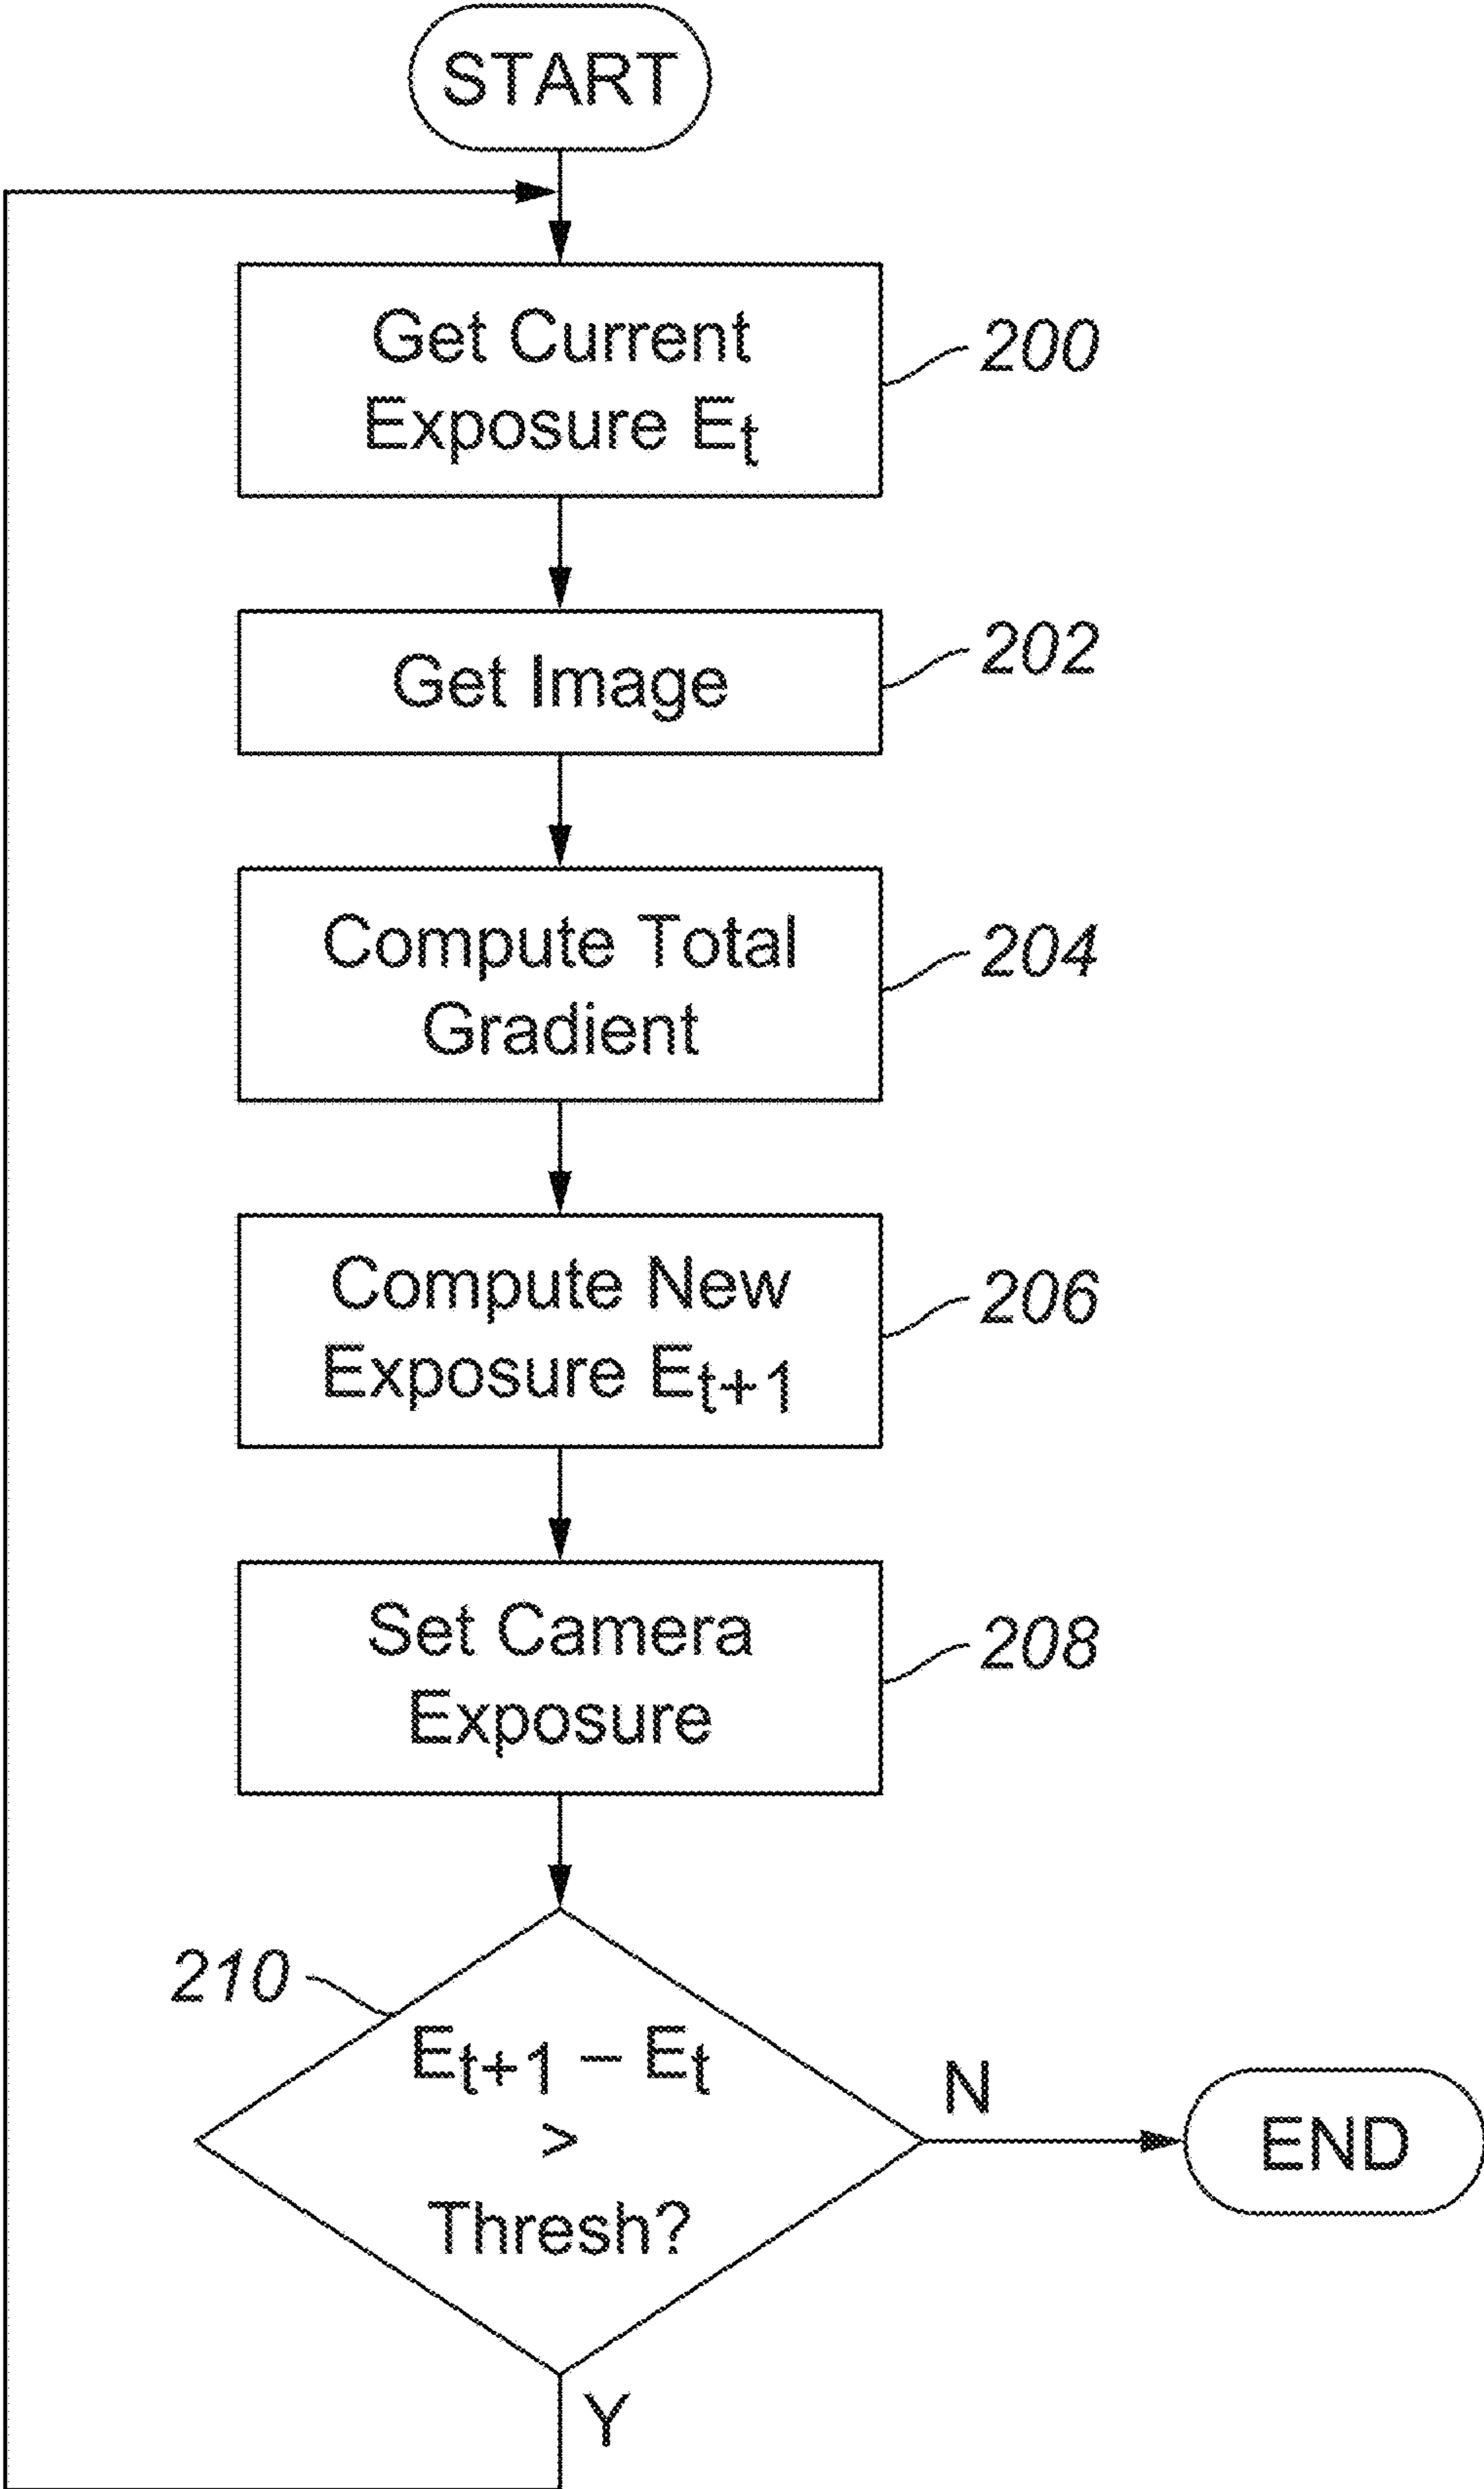 START
Get Current
Exposure Et
200
Get Image
202
Compute Total
Gradient
204
Compute New
Exposure Et+1
206
Set Camera
Exposure
208
210
Et+1 – Et
>
Thresh?
N
END
Y